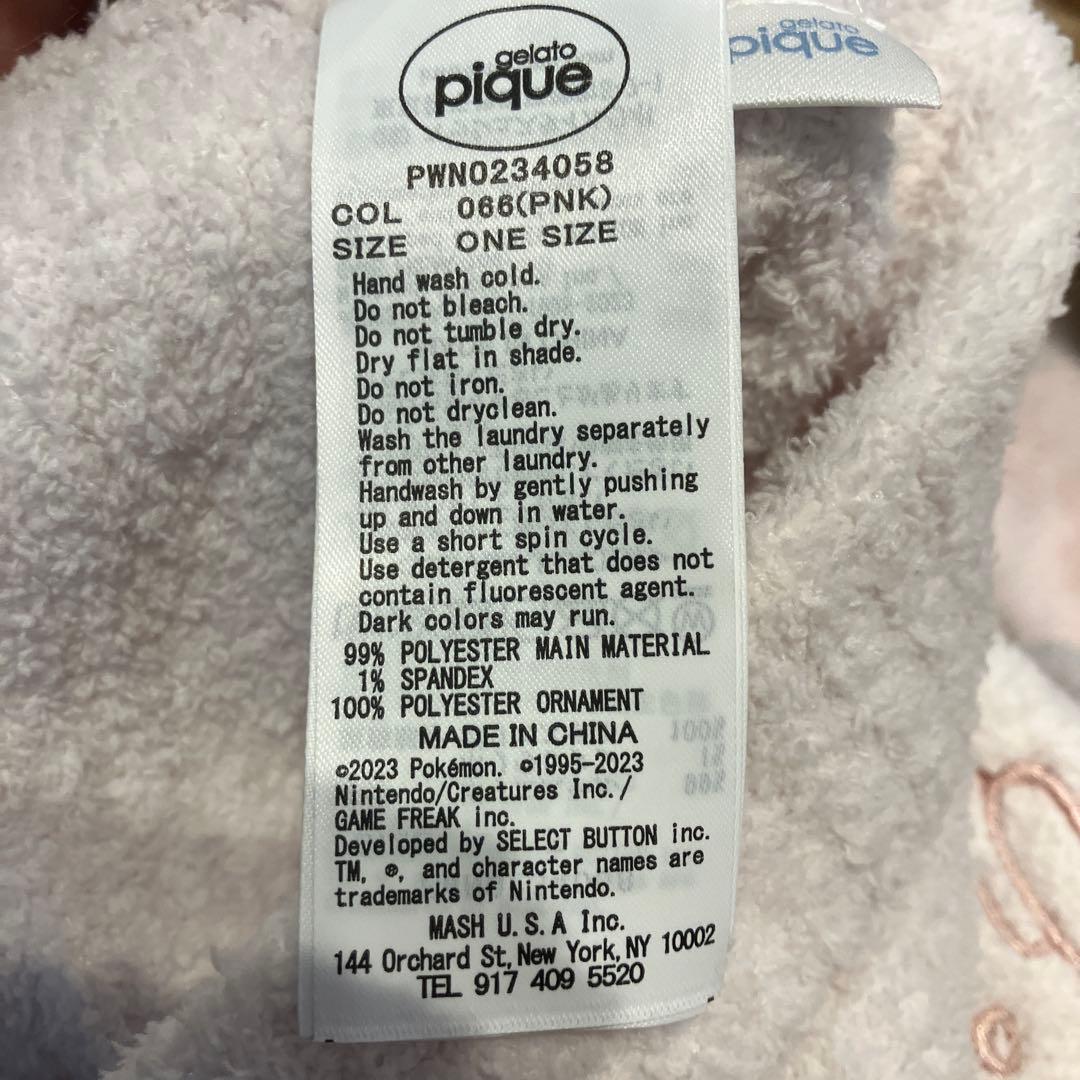 gelato
pique
gelato
pique
PWN0234058
COL 066(PNK)
SIZE ONE SIZE
Hand wash cold.
Do not bleach.
Do not tumble dry.
Dry flat in shade.
Do not iron.
Do not dryclean.
Wash the laundry separately
from other laundry.
Handwash by gently pushing
up and down in water.
Use a short spin cycle.
Use detergent that does not
contain fluorescent agent.
Dark colors may run.
99% POLYESTER MAIN MATERIAL
1% SPANDEX
100% POLYESTER ORNAMENT
MADE IN CHINA
©2023 Pokémon. ©1995-2023
Nintendo/Creatures Inc./
GAME FREAK inc.
Developed by SELECT BUTTON inc.
TM, ®, and character names are
trademarks of Nintendo.
MASH U.S.A Inc.
144 Orchard St,New York,NY 10002
TEL 917 409 5520